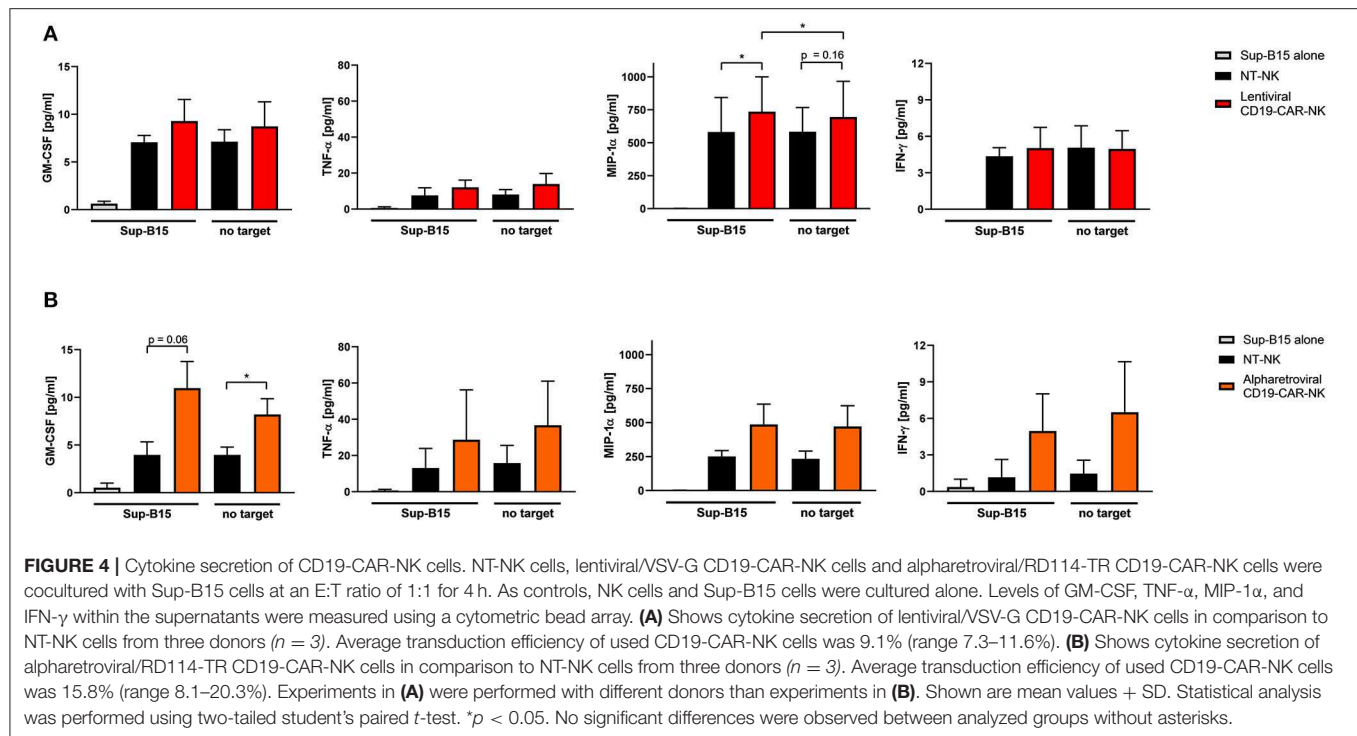 A
GM-CSF [pg/ml]
15
10
5
0
Sup-B15
no target
TNF-α [pg/ml]
80
60
40
20
0
Sup-B15
no target
MIP-1α [pg/ml]
1000
750
500
250
0
*
*
p = 0.16
Sup-B15
no target
IFN-γ [pg/ml]
12
9
6
3
0
Sup-B15
no target
Sup-B15 alone
NT-NK
Lentiviral
CD19-CAR-NK
B
GM-CSF [pg/ml]
15
10
5
0
p = 0.06
*
Sup-B15
no target
TNF-α [pg/ml]
80
60
40
20
0
Sup-B15
no target
MIP-1α [pg/ml]
1000
750
500
250
0
Sup-B15
no target
IFN-γ [pg/ml]
12
9
6
3
0
Sup-B15
no target
Sup-B15 alone
NT-NK
Alpharetroviral
CD19-CAR-NK
FIGURE 4 | Cytokine secretion of CD19-CAR-NK cells. NT-NK cells, lentiviral/VSV-G CD19-CAR-NK cells and alpharetroviral/RD114-TR CD19-CAR-NK cells were
cocultured with Sup-B15 cells at an E:T ratio of 1:1 for 4 h. As controls, NK cells and Sup-B15 cells were cultured alone. Levels of GM-CSF, TNF-α, MIP-1α, and
IFN-γ within the supernatants were measured using a cytometric bead array. (A) Shows cytokine secretion of lentiviral/VSV-G CD19-CAR-NK cells in comparison to
NT-NK cells from three donors (n = 3). Average transduction efficiency of used CD19-CAR-NK cells was 9.1% (range 7.3–11.6%). (B) Shows cytokine secretion of
alpharetroviral/RD114-TR CD19-CAR-NK cells in comparison to NT-NK cells from three donors (n = 3). Average transduction efficiency of used CD19-CAR-NK cells
was 15.8% (range 8.1–20.3%). Experiments in (A) were performed with different donors than experiments in (B). Shown are mean values + SD. Statistical analysis
was performed using two-tailed student's paired t-test. *p < 0.05. No significant differences were observed between analyzed groups without asterisks.